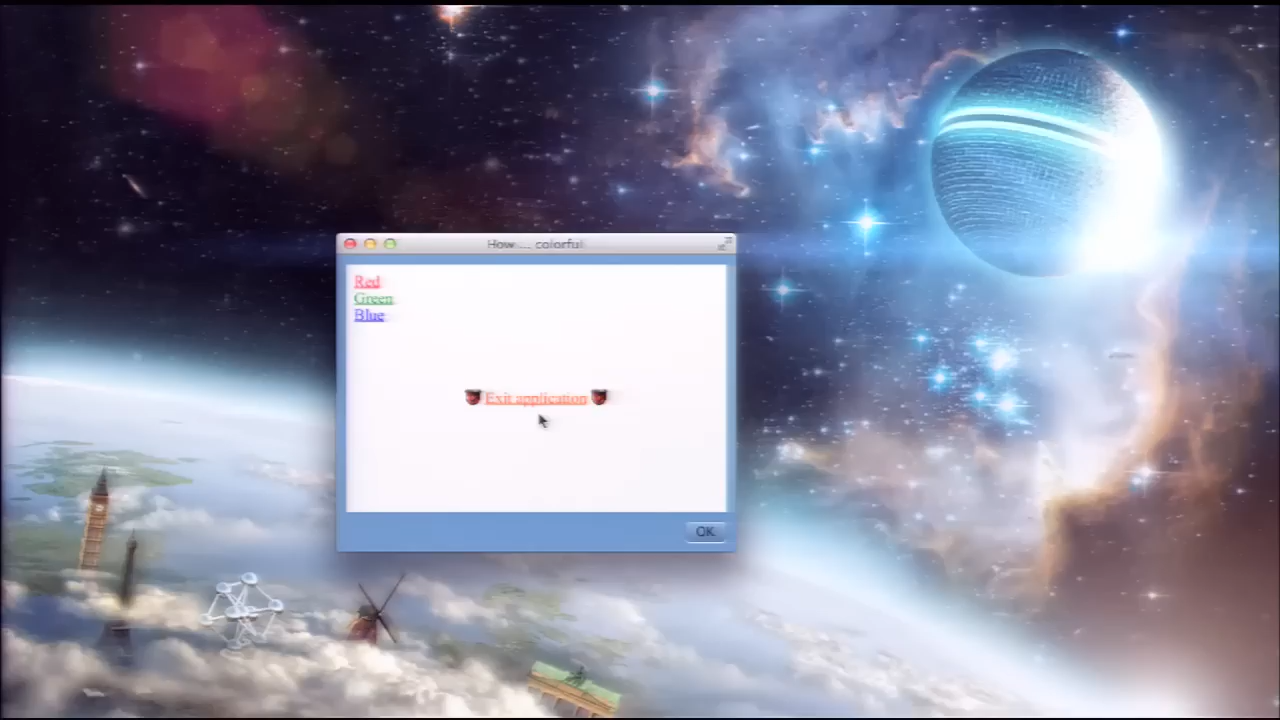 How ... colorful
Red
Green
Blue
Exit application
OK